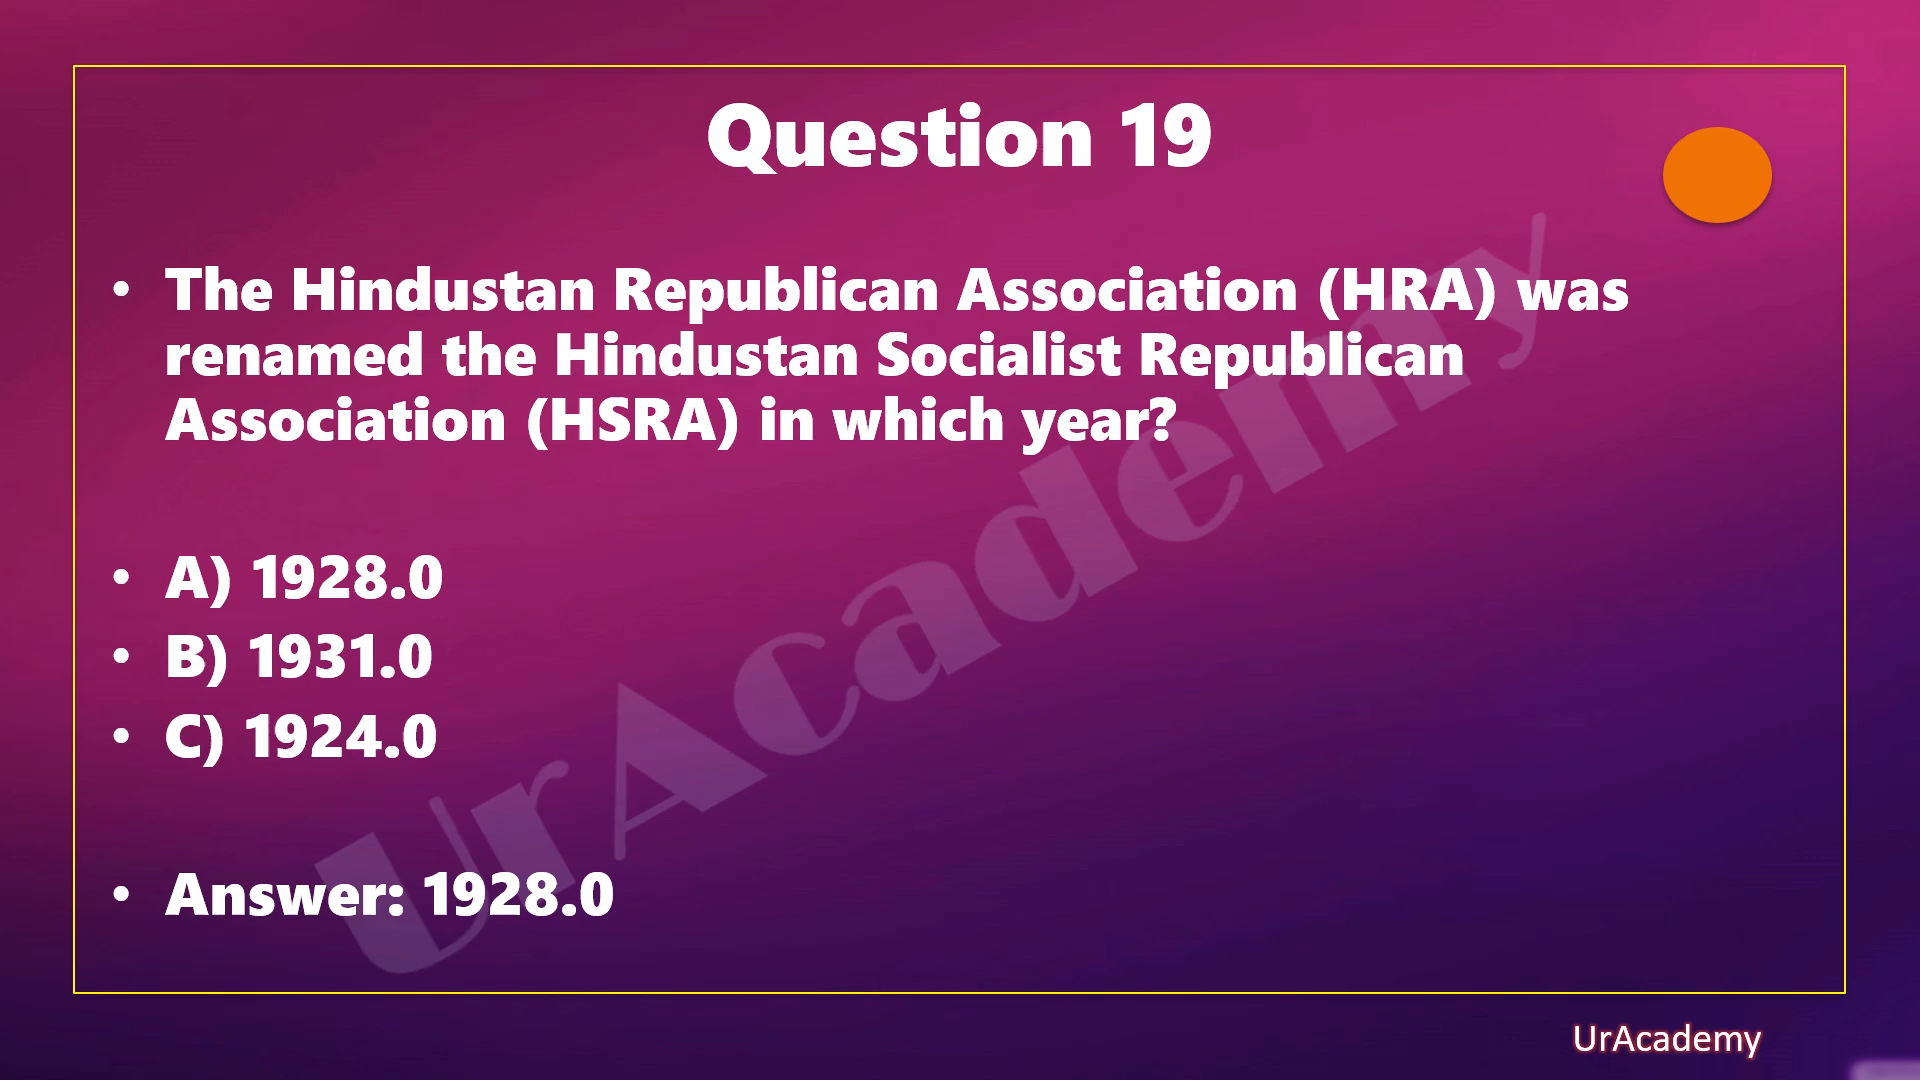 Question 19
• The Hindustan Republican Association (HRA) was
renamed the Hindustan Socialist Republican
Association (HSRA) in which year?
• A) 1928.0
• B) 1931.0
• C) 1924.0
• Answer: 1928.0
UrAcademy
UrAcademy